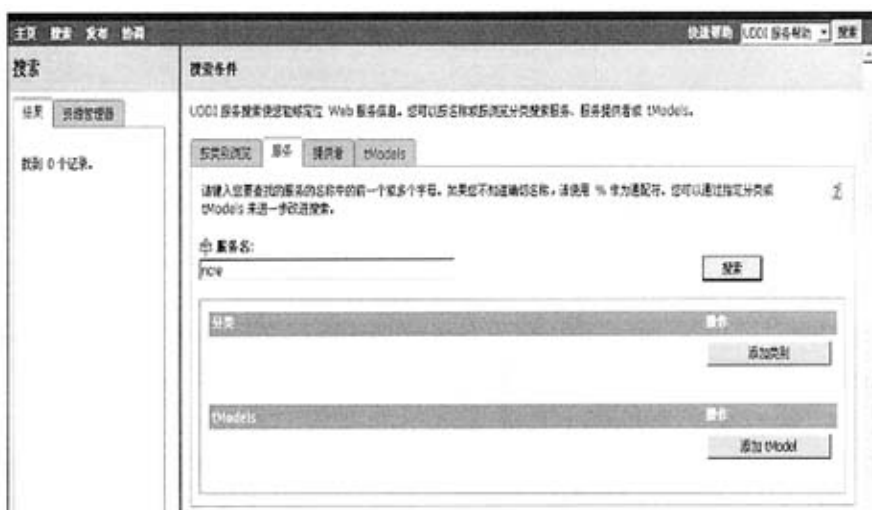 主页 搜索 发布 协调
快速帮助 UDDI 服务帮助 搜索
搜索
结果 资源管理器
找到 0 个记录。
搜索条件
UDDI 服务搜索使您能够定位 Web 服务信息。您可以按名称或按浏览分类搜索服务、服务提供者或 tModels。
按类别浏览 服务 提供者 tModels
请键入您要查找的服务的名称中的前一个或多个字母。如果您不知道确切名称，请使用 % 作为通配符。您可以通过指定分类或
tModels 来进一步改进搜索。
服务名:
搜索
分类 操作
添加类别
tModels 操作
添加 tModel